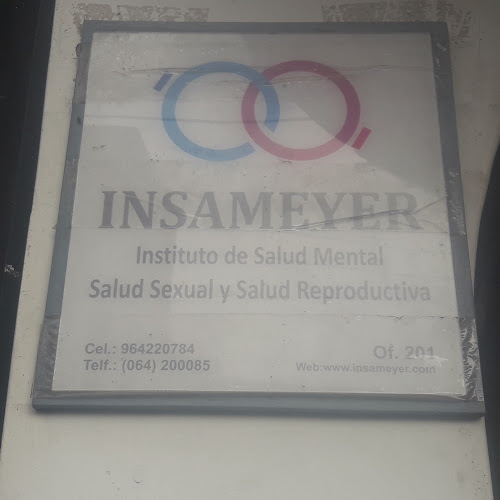 INSAMEYER
Instituto de Salud Mental
Salud Sexual y Salud Reproductiva
Cel.: 964220784
Of. 201
Telf.: (064) 200085
Web:www.insameyer.com